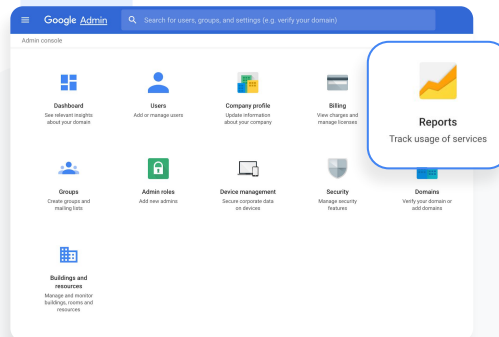 Google Admin
Search for users, groups, and settings (e.g. verify your domain)
Admin console
Dashboard
See relevant insights
about your domain
Users
Add or manage users
Company profile
Update information
about your company
Billing
View charges and
manage licenses
Reports
Track usage of services
Groups
Create groups and
mailing lists
Admin roles
Add new admins
Device management
Secure corporate data
on devices
Security
Manage security
features
Domains
Verify your domain or
add domains
Buildings and
resources
Manage and monitor
buildings, rooms and
resources